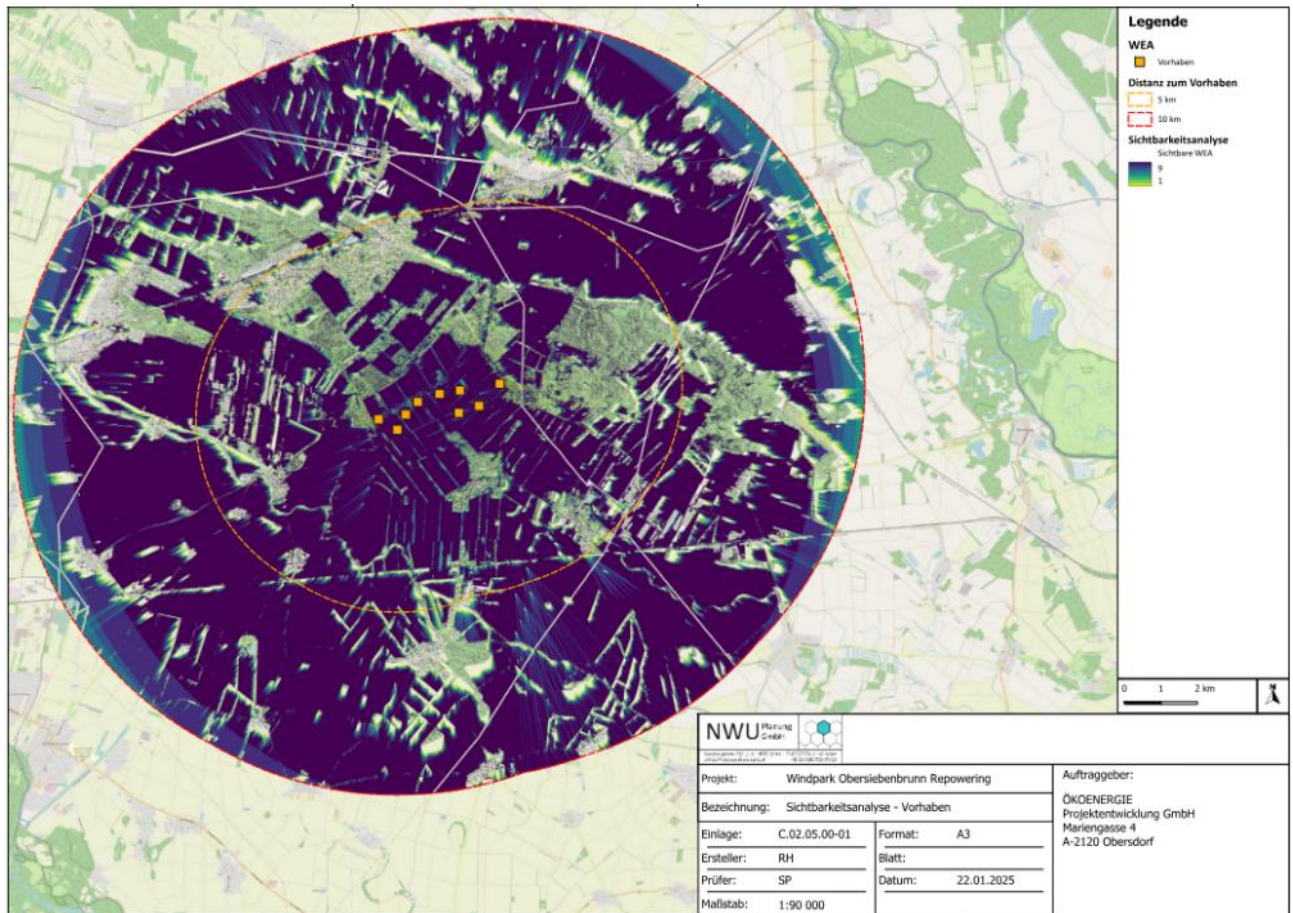 Legende
WEA
Vorhaben
Distanz zum Vorhaben
5 km
10 km
Sichtbarkeitsanalyse
Sichtbare WEA
9
1
0 1 2 km
NWU Planung
GmbH
Projekt: Windpark Obersiebenbrunn Repowering
Bezeichnung: Sichtbarkeitsanalyse - Vorhaben
Einlage: C.02.05.00-01 Format: A3
Ersteller: RH Blatt:
Prüfer: SP Datum: 22.01.2025
Maßstab: 1:90 000
Auftraggeber:
ÖKOENERGIE
Projektentwicklung GmbH
Mariengasse 4
A-2120 Obersdorf